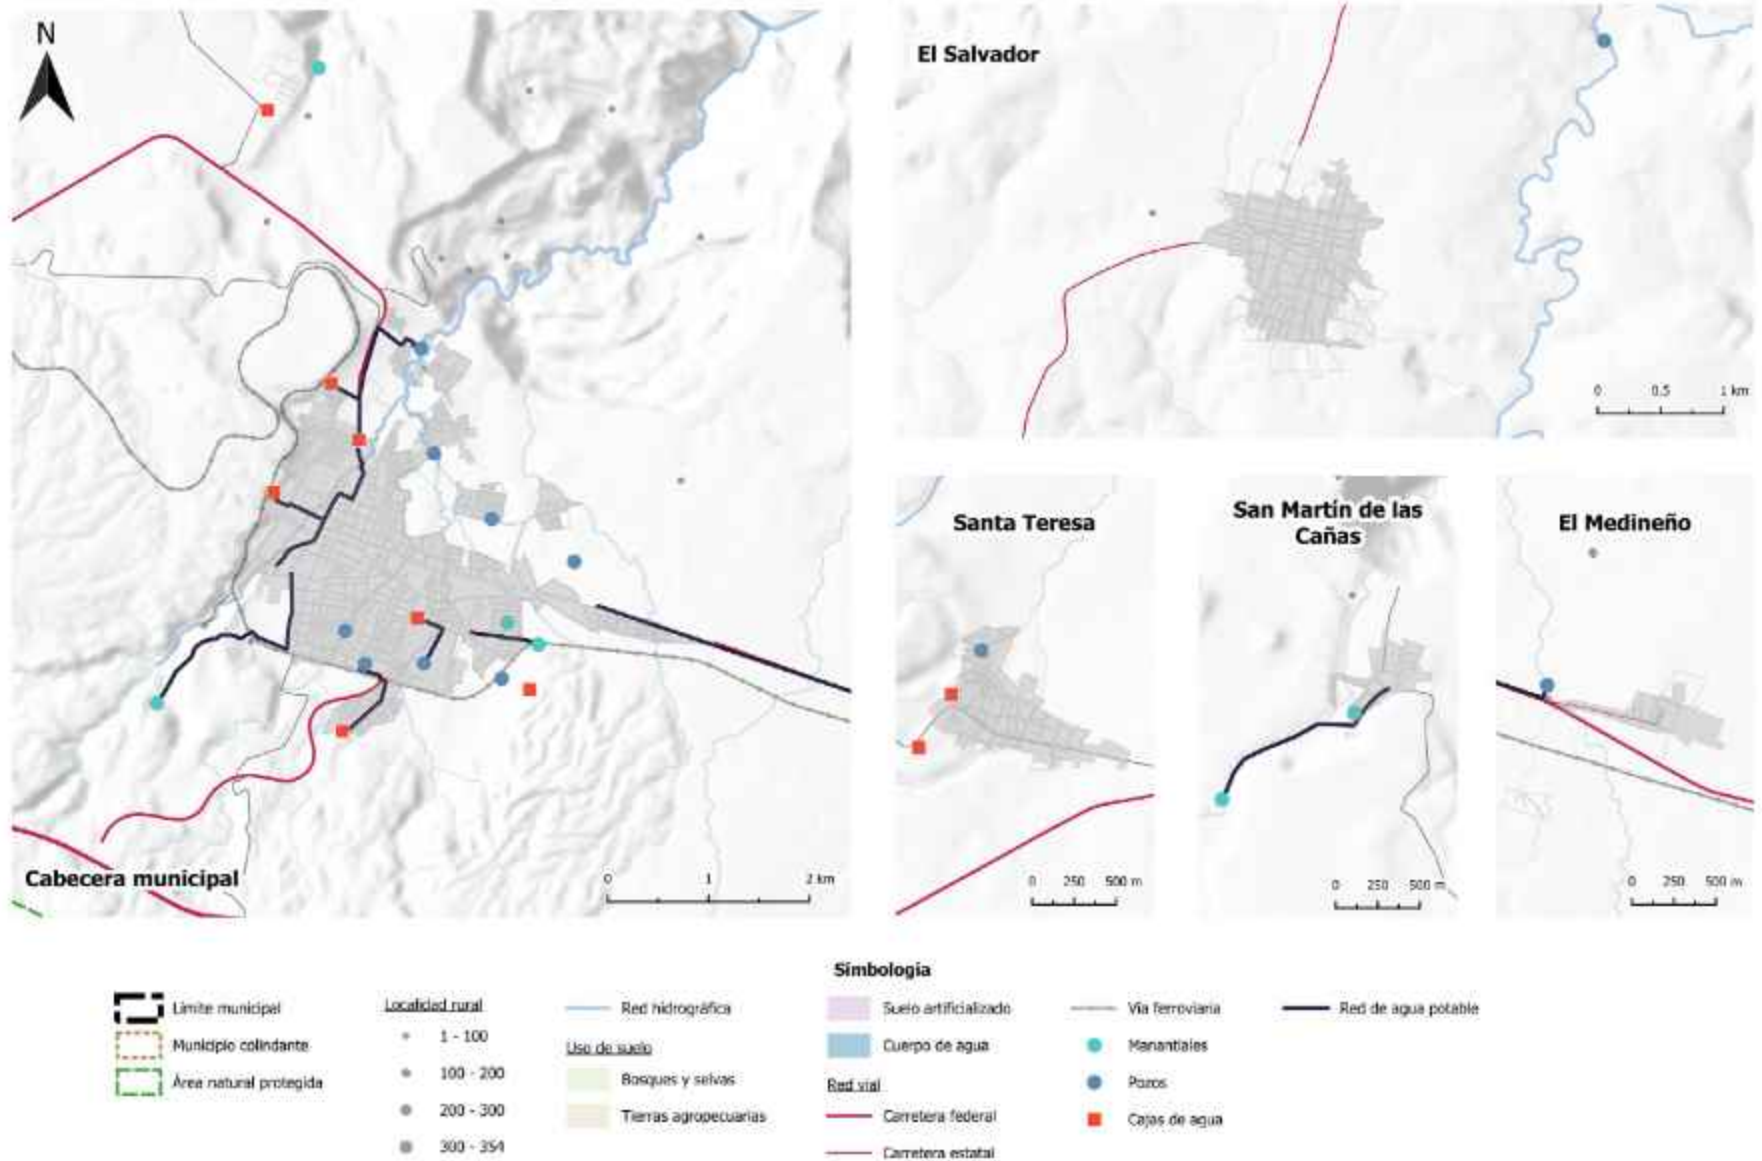 N
Cabecera municipal
0 1 2 km
El Salvador
0 0.5 1 km
Santa Teresa
0 250 500 m
San Martín de las
Cañas
0 250 500 m
El Medineño
0 250 500 m
Simbología
Límite municipal
Municipio colindante
Área natural protegida
Localidad rural
1 - 100
100 - 200
200 - 300
300 - 354
Red hidrográfica
Uso de suelo
Bosques y selvas
Tierras agropecuarias
Suelo artificializado
Cuerpo de agua
Red vial
Carretera federal
Carretera estatal
Vía ferroviaria
Manantiales
Pozos
Cajas de agua
Red de agua potable